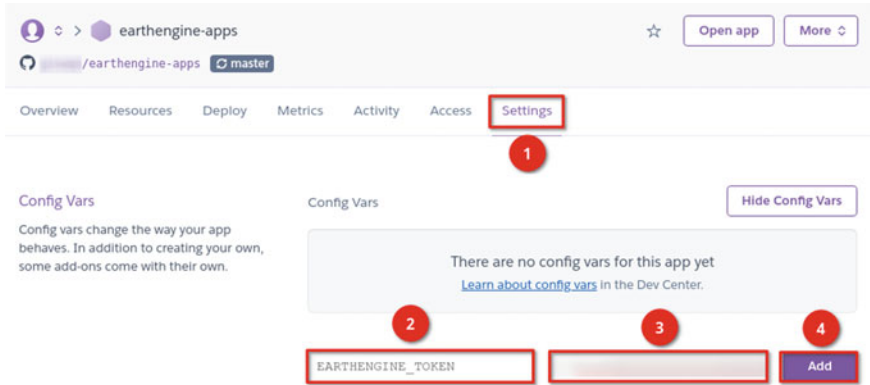 earthengine-apps
Open app
More
/earthengine-apps master
Overview Resources Deploy Metrics Activity Access Settings
1
Config Vars
Config vars change the way your app
behaves. In addition to creating your own,
some add-ons come with their own.
Config Vars
Hide Config Vars
There are no config vars for this app yet
Learn about config vars in the Dev Center.
2
3
4
EARTHENGINE_TOKEN
Add